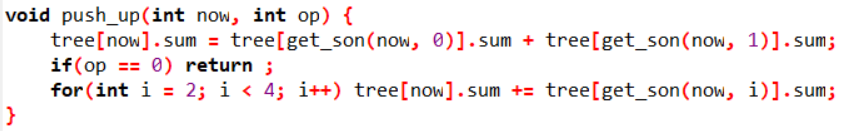 void push_up(int now, int op) {
    tree[now].sum = tree[get_son(now, 0)].sum + tree[get_son(now, 1)].sum;
    if(op == 0) return ;
    for(int i = 2; i < 4; i++) tree[now].sum += tree[get_son(now, i)].sum;
}